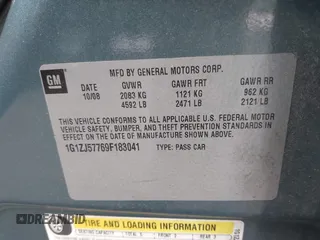 GM
MFD BY GENERAL MOTORS CORP.
DATE GVWR GAWR FRT GAWR RR
10/08 2083 KG 1121 KG 962 KG
4592 LB 2471 LB 2121 LB
THIS VEHICLE CONFORMS TO ALL APPLICABLE U.S. FEDERAL MOTOR
VEHICLE SAFETY, BUMPER, AND THEFT PREVENTION STANDARDS
IN EFFECT ON THE DATE OF MANUFACTURE SHOWN ABOVE.
1G1ZJ57769F183041 TYPE: PASS CAR
TIRE AND LOADING INFORMATION
SEATING CAPACITY